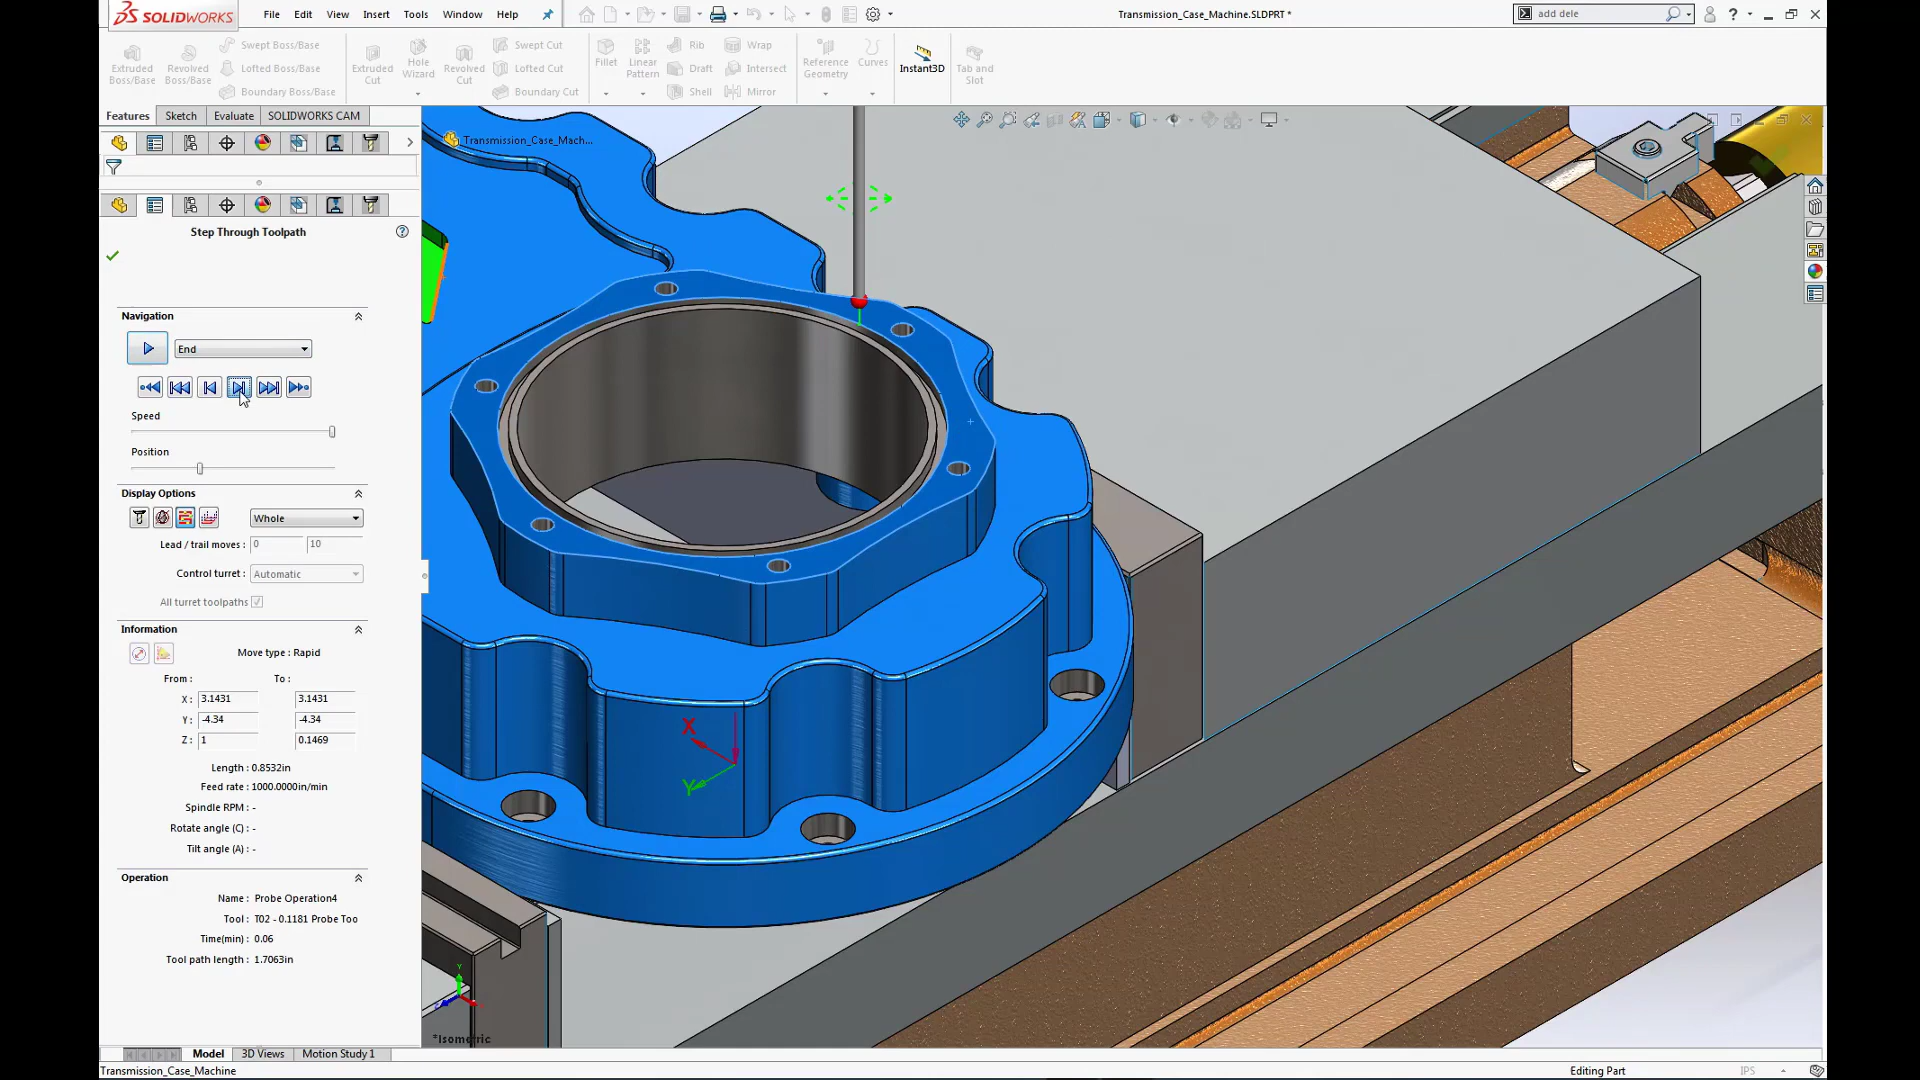 SOLIDWORKS
File
Edit
View
Insert
Tools
Window
Help
Transmission_Case_Machine.SLDPRT *
add dele
Extruded Boss/Base
Revolved Boss/Base
Swept Boss/Base
Lofted Boss/Base
Boundary Boss/Base
Extruded Cut
Hole Wizard
Revolved Cut
Swept Cut
Lofted Cut
Boundary Cut
Fillet
Linear Pattern
Rib
Draft
Shell
Wrap
Intersect
Mirror
Reference Geometry
Curves
Instant3D
Tab and Slot
Features
Sketch
Evaluate
SOLIDWORKS CAM
Transmission_Case_Mach...
Step Through Toolpath
Navigation
End
Speed
Position
Display Options
Whole
Lead / trail moves : 0 10
Control turret : Automatic
All turret toolpaths
Information
Move type : Rapid
From : To :
X : 3.1431 3.1431
Y : -4.34 -4.34
Z : 1 0.1469
Length : 0.8532in
Feed rate : 1000.0000in/min
Spindle RPM : -
Rotate angle (C) : -
Tilt angle (A) : -
Operation
Name : Probe Operation4
Tool : T02 - 0.1181 Probe Too
Time(min) : 0.06
Tool path length : 1.7063in
X
Y
*Isometric
Model
3D Views
Motion Study 1
Transmission_Case_Machine
Editing Part
IPS